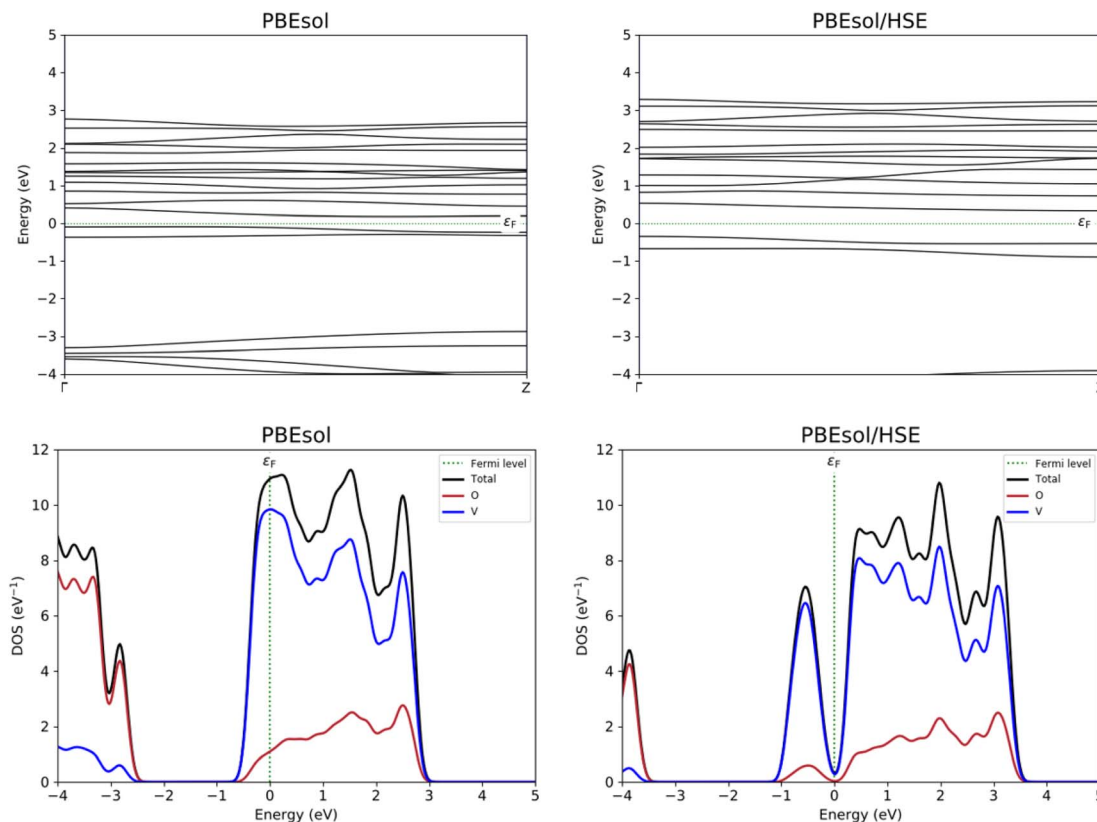 PBEsol
5
4
3
2
1
0
−1
−2
−3
−4
Energy (eV)
εF
Γ
Z
PBEsol/HSE
5
4
3
2
1
0
−1
−2
−3
−4
Energy (eV)
εF
Γ
PBEsol
εF
12
10
8
6
4
2
0
DOS (eV⁻¹)
Fermi level
Total
O
V
−4 −3 −2 −1 0 1 2 3 4 5
Energy (eV)
PBEsol/HSE
εF
12
10
8
6
4
2
0
DOS (eV⁻¹)
Fermi level
Total
O
V
−4 −3 −2 −1 0 1 2 3 4 5
Energy (eV)